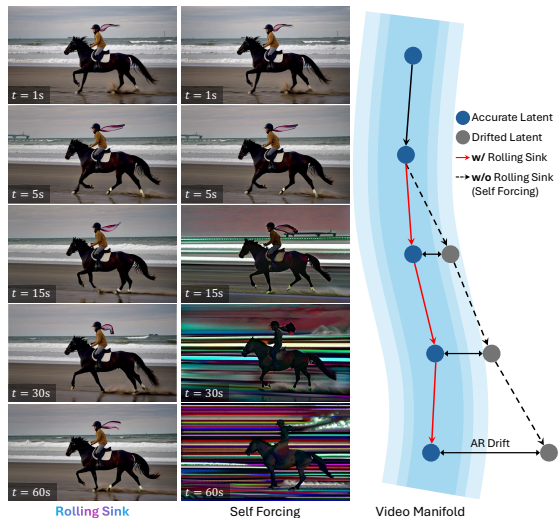 t = 1s
t = 1s
t = 5s
t = 5s
t = 15s
t = 15s
t = 30s
t = 30s
t = 60s
t = 60s
Rolling Sink
Self Forcing
Accurate Latent
Drifted Latent
w/ Rolling Sink
w/o Rolling Sink
(Self Forcing)
AR Drift
Video Manifold